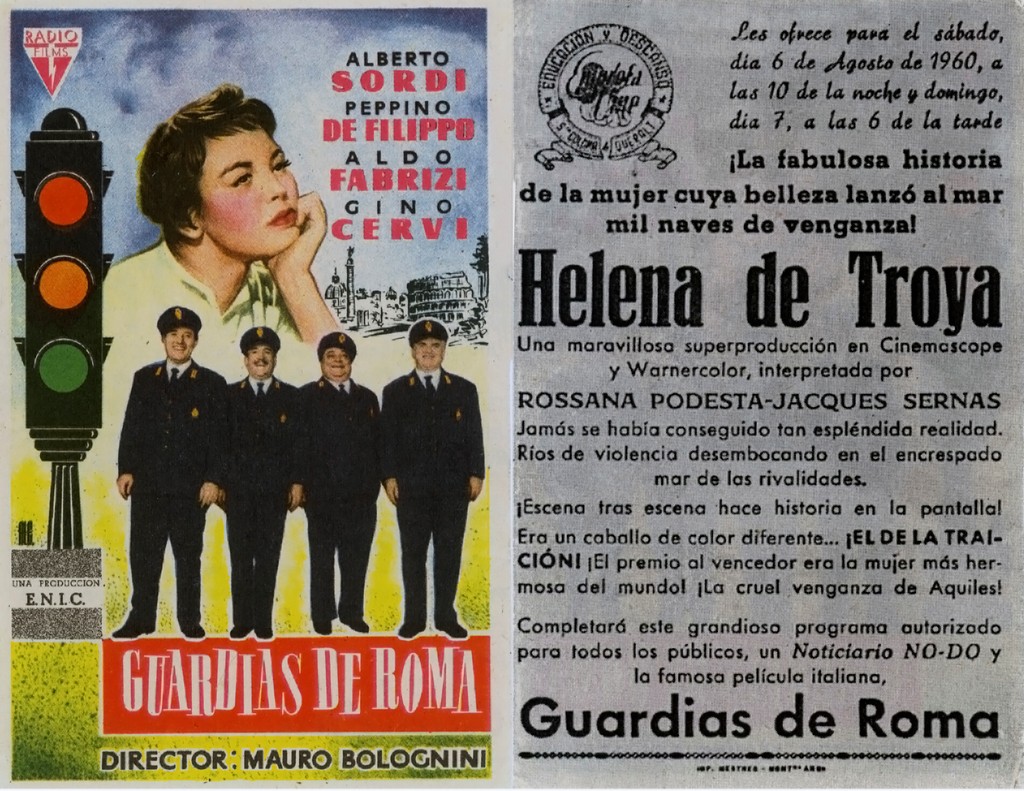 RADIO
FILMS
ALBERTO
SORDI
PEPPINO
DE FILIPPO
ALDO
FABRIZI
GINO
CERVI
UNA PRODUCCION
E.N.I.C.
GUARDIAS DE ROMA
DIRECTOR: MAURO BOLOGNINI
EDUCACIÓN Y DESCANSO
Les ofrece para el sábado,
dia 6 de Agosto de 1960, a
las 10 de la noche y domingo,
dia 7, a las 6 de la tarde
¡La fabulosa historia
de la mujer cuya belleza lanzó al mar
mil naves de venganza!
Helena de Troya
Una maravillosa superproducción en Cinemascope
y Warnercolor, interpretada por
ROSSANA PODESTA-JACQUES SERNAS
Jamás se había conseguido tan espléndida realidad.
Rios de violencia desembocando en el encrespado
mar de las rivalidades.
¡Escena tras escena hace historia en la pantalla!
Era un caballo de color diferente... ¡EL DE LA TRAI-
CIÓN! ¡El premio al vencedor era la mujer más her-
mosa del mundo! ¡La cruel venganza de Aquiles!
Completará este grandioso programa autorizado
para todos los públicos, un Noticiario NO-DO y
la famosa película italiana,
Guardias de Roma
IMP. MESTRES